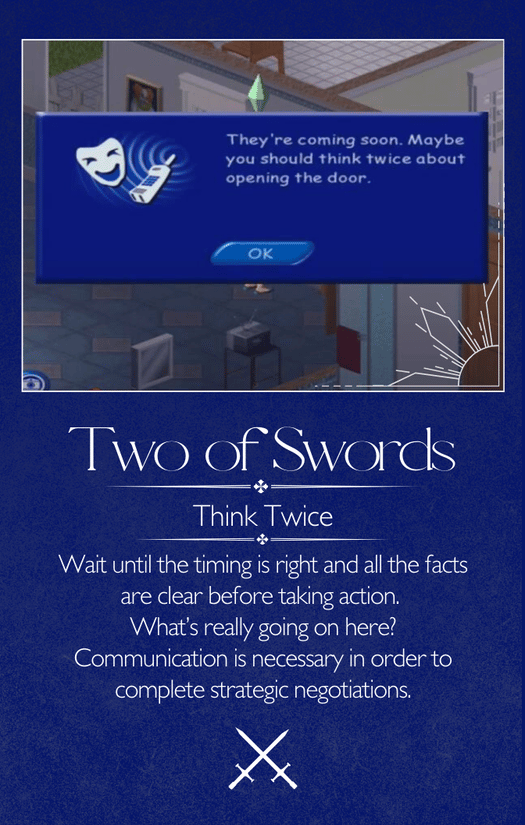 They're coming soon. Maybe
you should think twice about
opening the door.
OK
Two of Swords
Think Twice
Wait until the timing is right and all the facts
are clear before taking action.
What's really going on here?
Communication is necessary in order to
complete strategic negotiations.